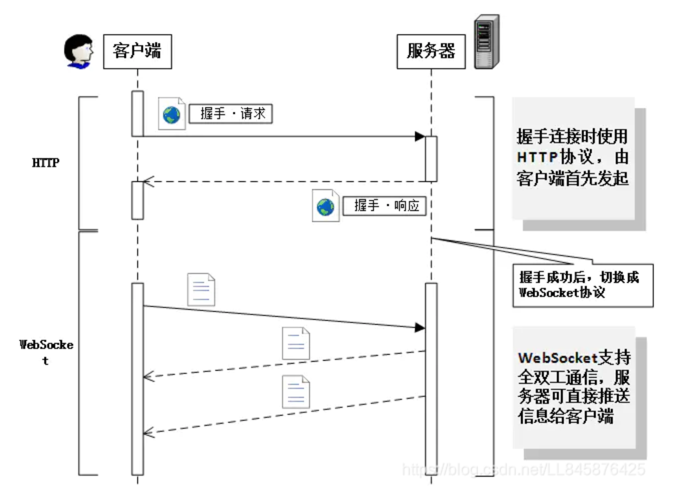 客户端
服务器
握手·请求
HTTP
握手连接时使用
HTTP协议，由
客户端首先发起
握手·响应
握手成功后，切换成
WebSocket协议
WebSocke
t
WebSocket支持
全双工通信，服
务器可直接推送
信息给客户端
https://blog.csdn.net/LL845876425